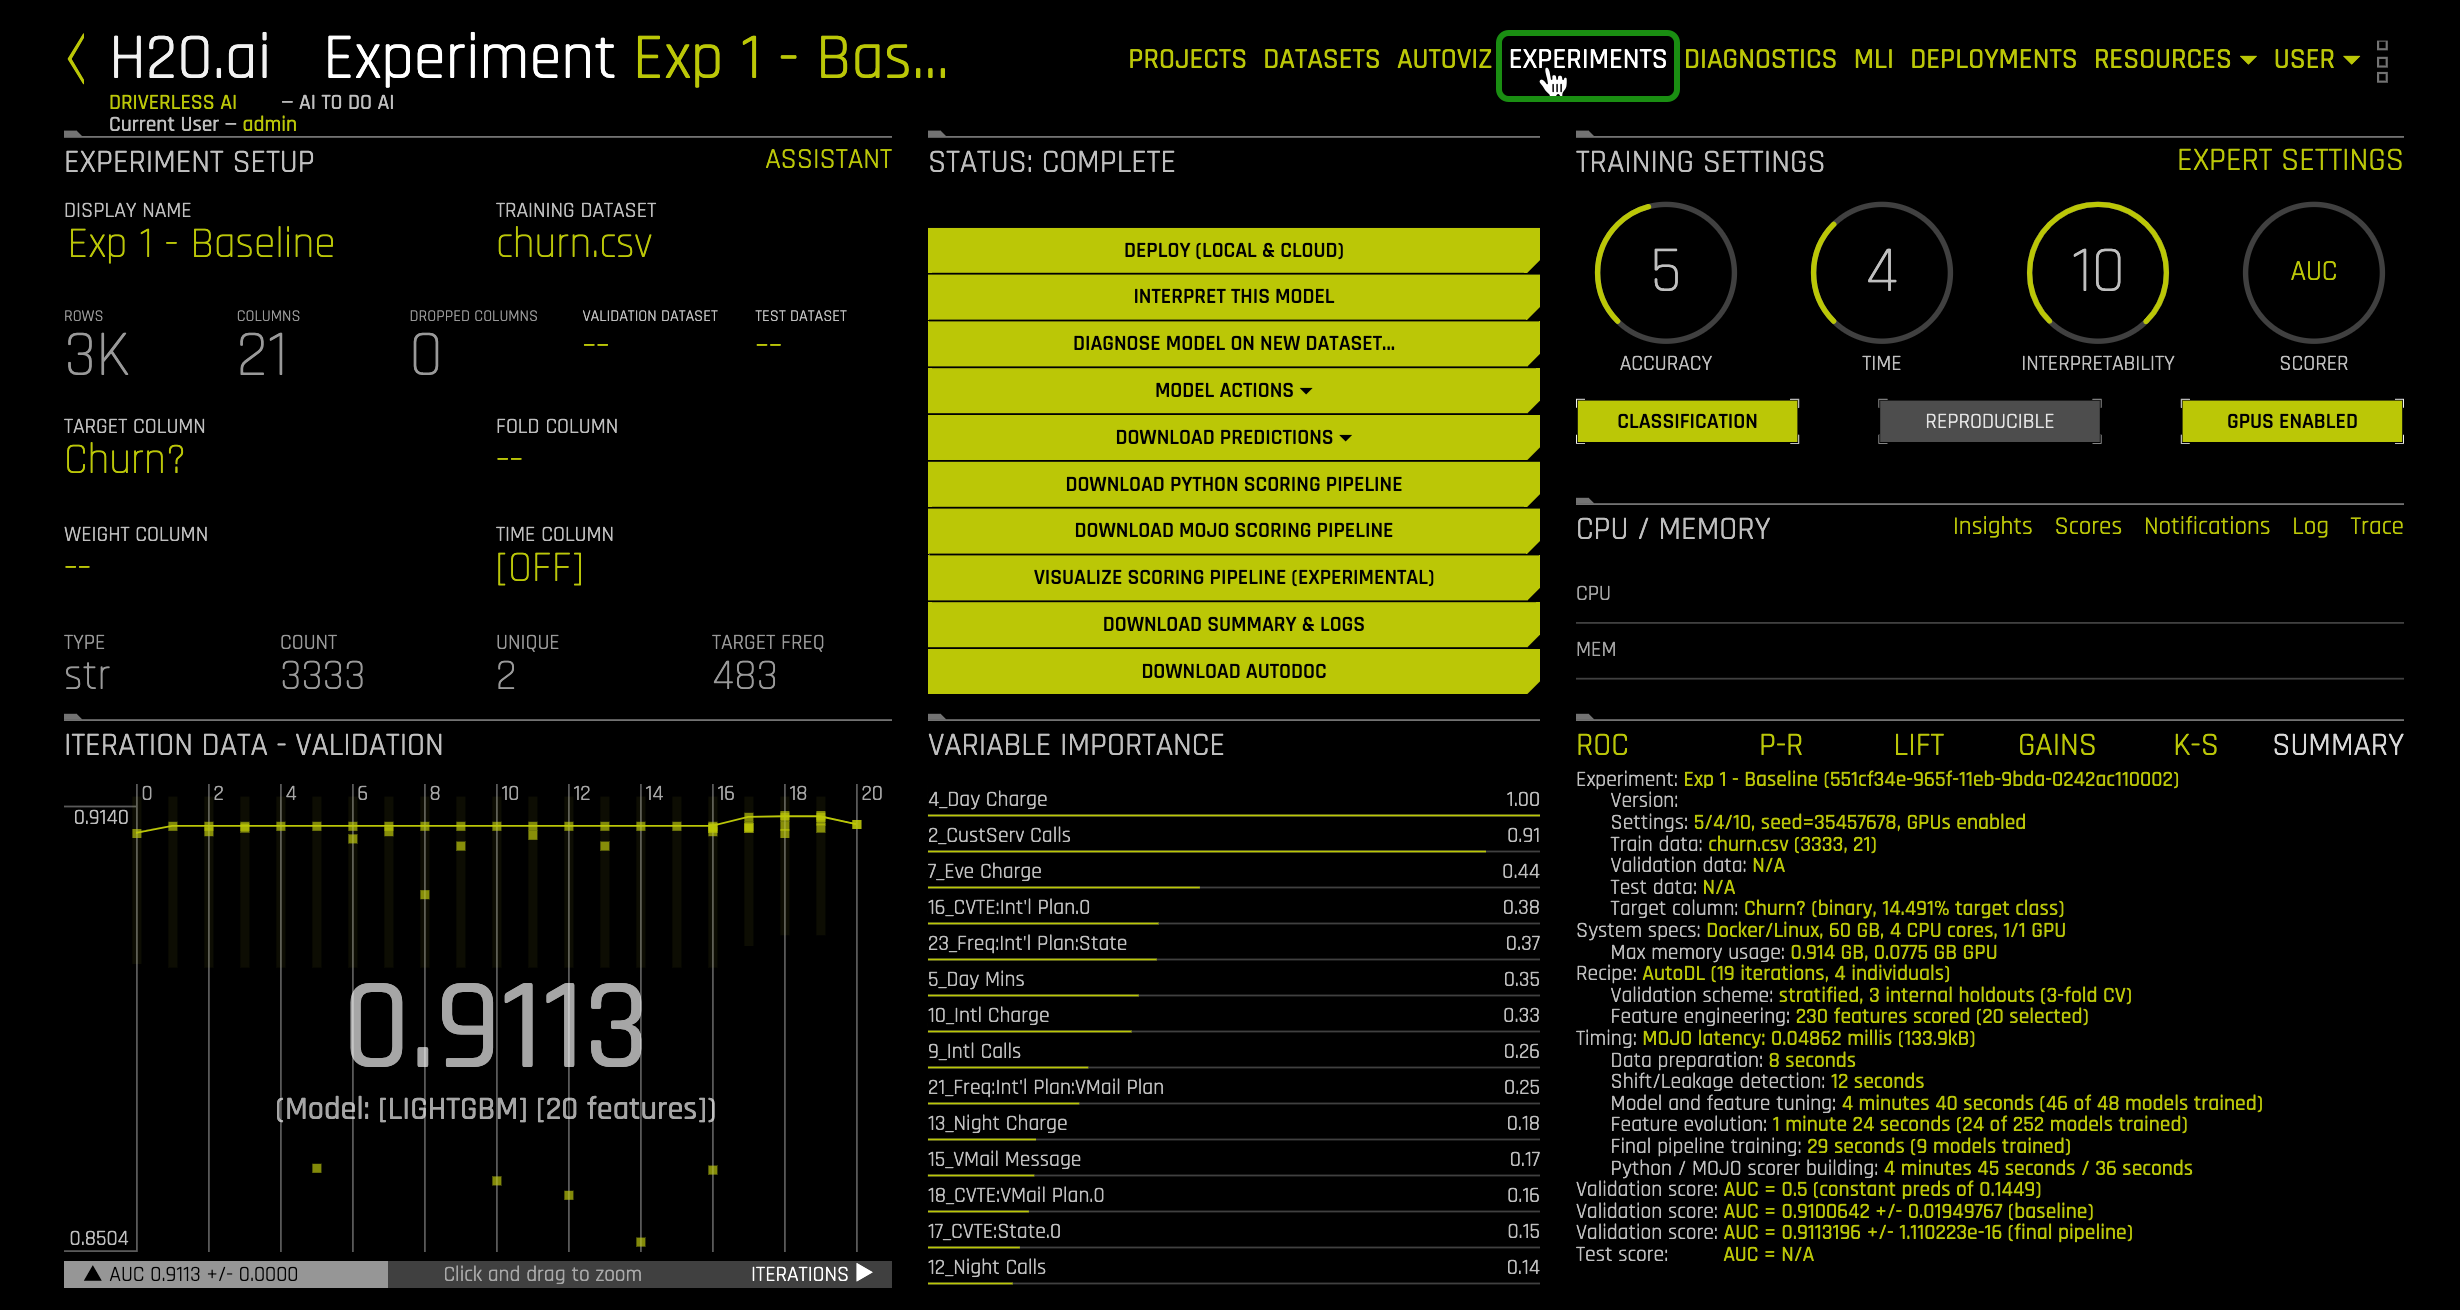 H2O.ai Experiment Exp 1 - Bas...
PROJECTS DATASETS AUTOVIZ EXPERIMENTS DIAGNOSTICS MLI DEPLOYMENTS RESOURCES USER
DRIVERLESS AI — AI TO DO AI
Current User — admin
EXPERIMENT SETUP ASSISTANT
DISPLAY NAME TRAINING DATASET
Exp 1 - Baseline churn.csv
ROWS COLUMNS DROPPED COLUMNS VALIDATION DATASET TEST DATASET
3K 21 0 -- --
TARGET COLUMN FOLD COLUMN
Churn? --
WEIGHT COLUMN TIME COLUMN
-- [OFF]
TYPE COUNT UNIQUE TARGET FREQ
str 3333 2 483
STATUS: COMPLETE
DEPLOY (LOCAL & CLOUD)
INTERPRET THIS MODEL
DIAGNOSE MODEL ON NEW DATASET...
MODEL ACTIONS
DOWNLOAD PREDICTIONS
DOWNLOAD PYTHON SCORING PIPELINE
DOWNLOAD MOJO SCORING PIPELINE
VISUALIZE SCORING PIPELINE (EXPERIMENTAL)
DOWNLOAD SUMMARY & LOGS
DOWNLOAD AUTODOC
TRAINING SETTINGS EXPERT SETTINGS
5 4 10 AUC
ACCURACY TIME INTERPRETABILITY SCORER
CLASSIFICATION REPRODUCIBLE GPUS ENABLED
CPU / MEMORY Insights Scores Notifications Log Trace
CPU
MEM
ITERATION DATA - VALIDATION
0 2 4 6 8 10 12 14 16 18 20
0.9140
0.9113
(Model: [LIGHTGBM] [20 features])
0.8504
▲ AUC 0.9113 +/- 0.0000 Click and drag to zoom ITERATIONS ▶
VARIABLE IMPORTANCE
4_Day Charge 1.00
2_CustServ Calls 0.91
7_Eve Charge 0.44
16_CVTE:Int'l Plan.0 0.38
23_Freq:Int'l Plan:State 0.37
5_Day Mins 0.35
10_Intl Charge 0.33
9_Intl Calls 0.26
21_Freq:Int'l Plan:VMail Plan 0.25
13_Night Charge 0.18
15_VMail Message 0.17
18_CVTE:VMail Plan.0 0.16
17_CVTE:State.0 0.15
12_Night Calls 0.14
ROC P-R LIFT GAINS K-S SUMMARY
Experiment: Exp 1 - Baseline (551cf34e-965f-11eb-9bda-0242ac110002)
Version:
Settings: 5/4/10, seed=35457678, GPUs enabled
Train data: churn.csv (3333, 21)
Validation data: N/A
Test data: N/A
Target column: Churn? (binary, 14.491% target class)
System specs: Docker/Linux, 60 GB, 4 CPU cores, 1/1 GPU
Max memory usage: 0.914 GB, 0.0775 GB GPU
Recipe: AutoDL (19 iterations, 4 individuals)
Validation scheme: stratified, 3 internal holdouts (3-fold CV)
Feature engineering: 230 features scored (20 selected)
Timing: MOJO latency: 0.04862 millis (133.9kB)
Data preparation: 8 seconds
Shift/Leakage detection: 12 seconds
Model and feature tuning: 4 minutes 40 seconds (46 of 48 models trained)
Feature evolution: 1 minute 24 seconds (24 of 252 models trained)
Final pipeline training: 29 seconds (9 models trained)
Python / MOJO scorer building: 4 minutes 45 seconds / 36 seconds
Validation score: AUC = 0.5 (constant preds of 0.1449)
Validation score: AUC = 0.9100642 +/- 0.01949767 (baseline)
Validation score: AUC = 0.9113196 +/- 1.110223e-16 (final pipeline)
Test score: AUC = N/A